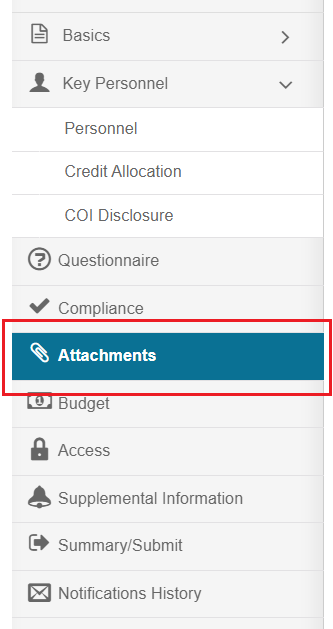 Basics
Key Personnel
Personnel
Credit Allocation
COI Disclosure
Questionnaire
Compliance
Attachments
Budget
Access
Supplemental Information
Summary/Submit
Notifications History